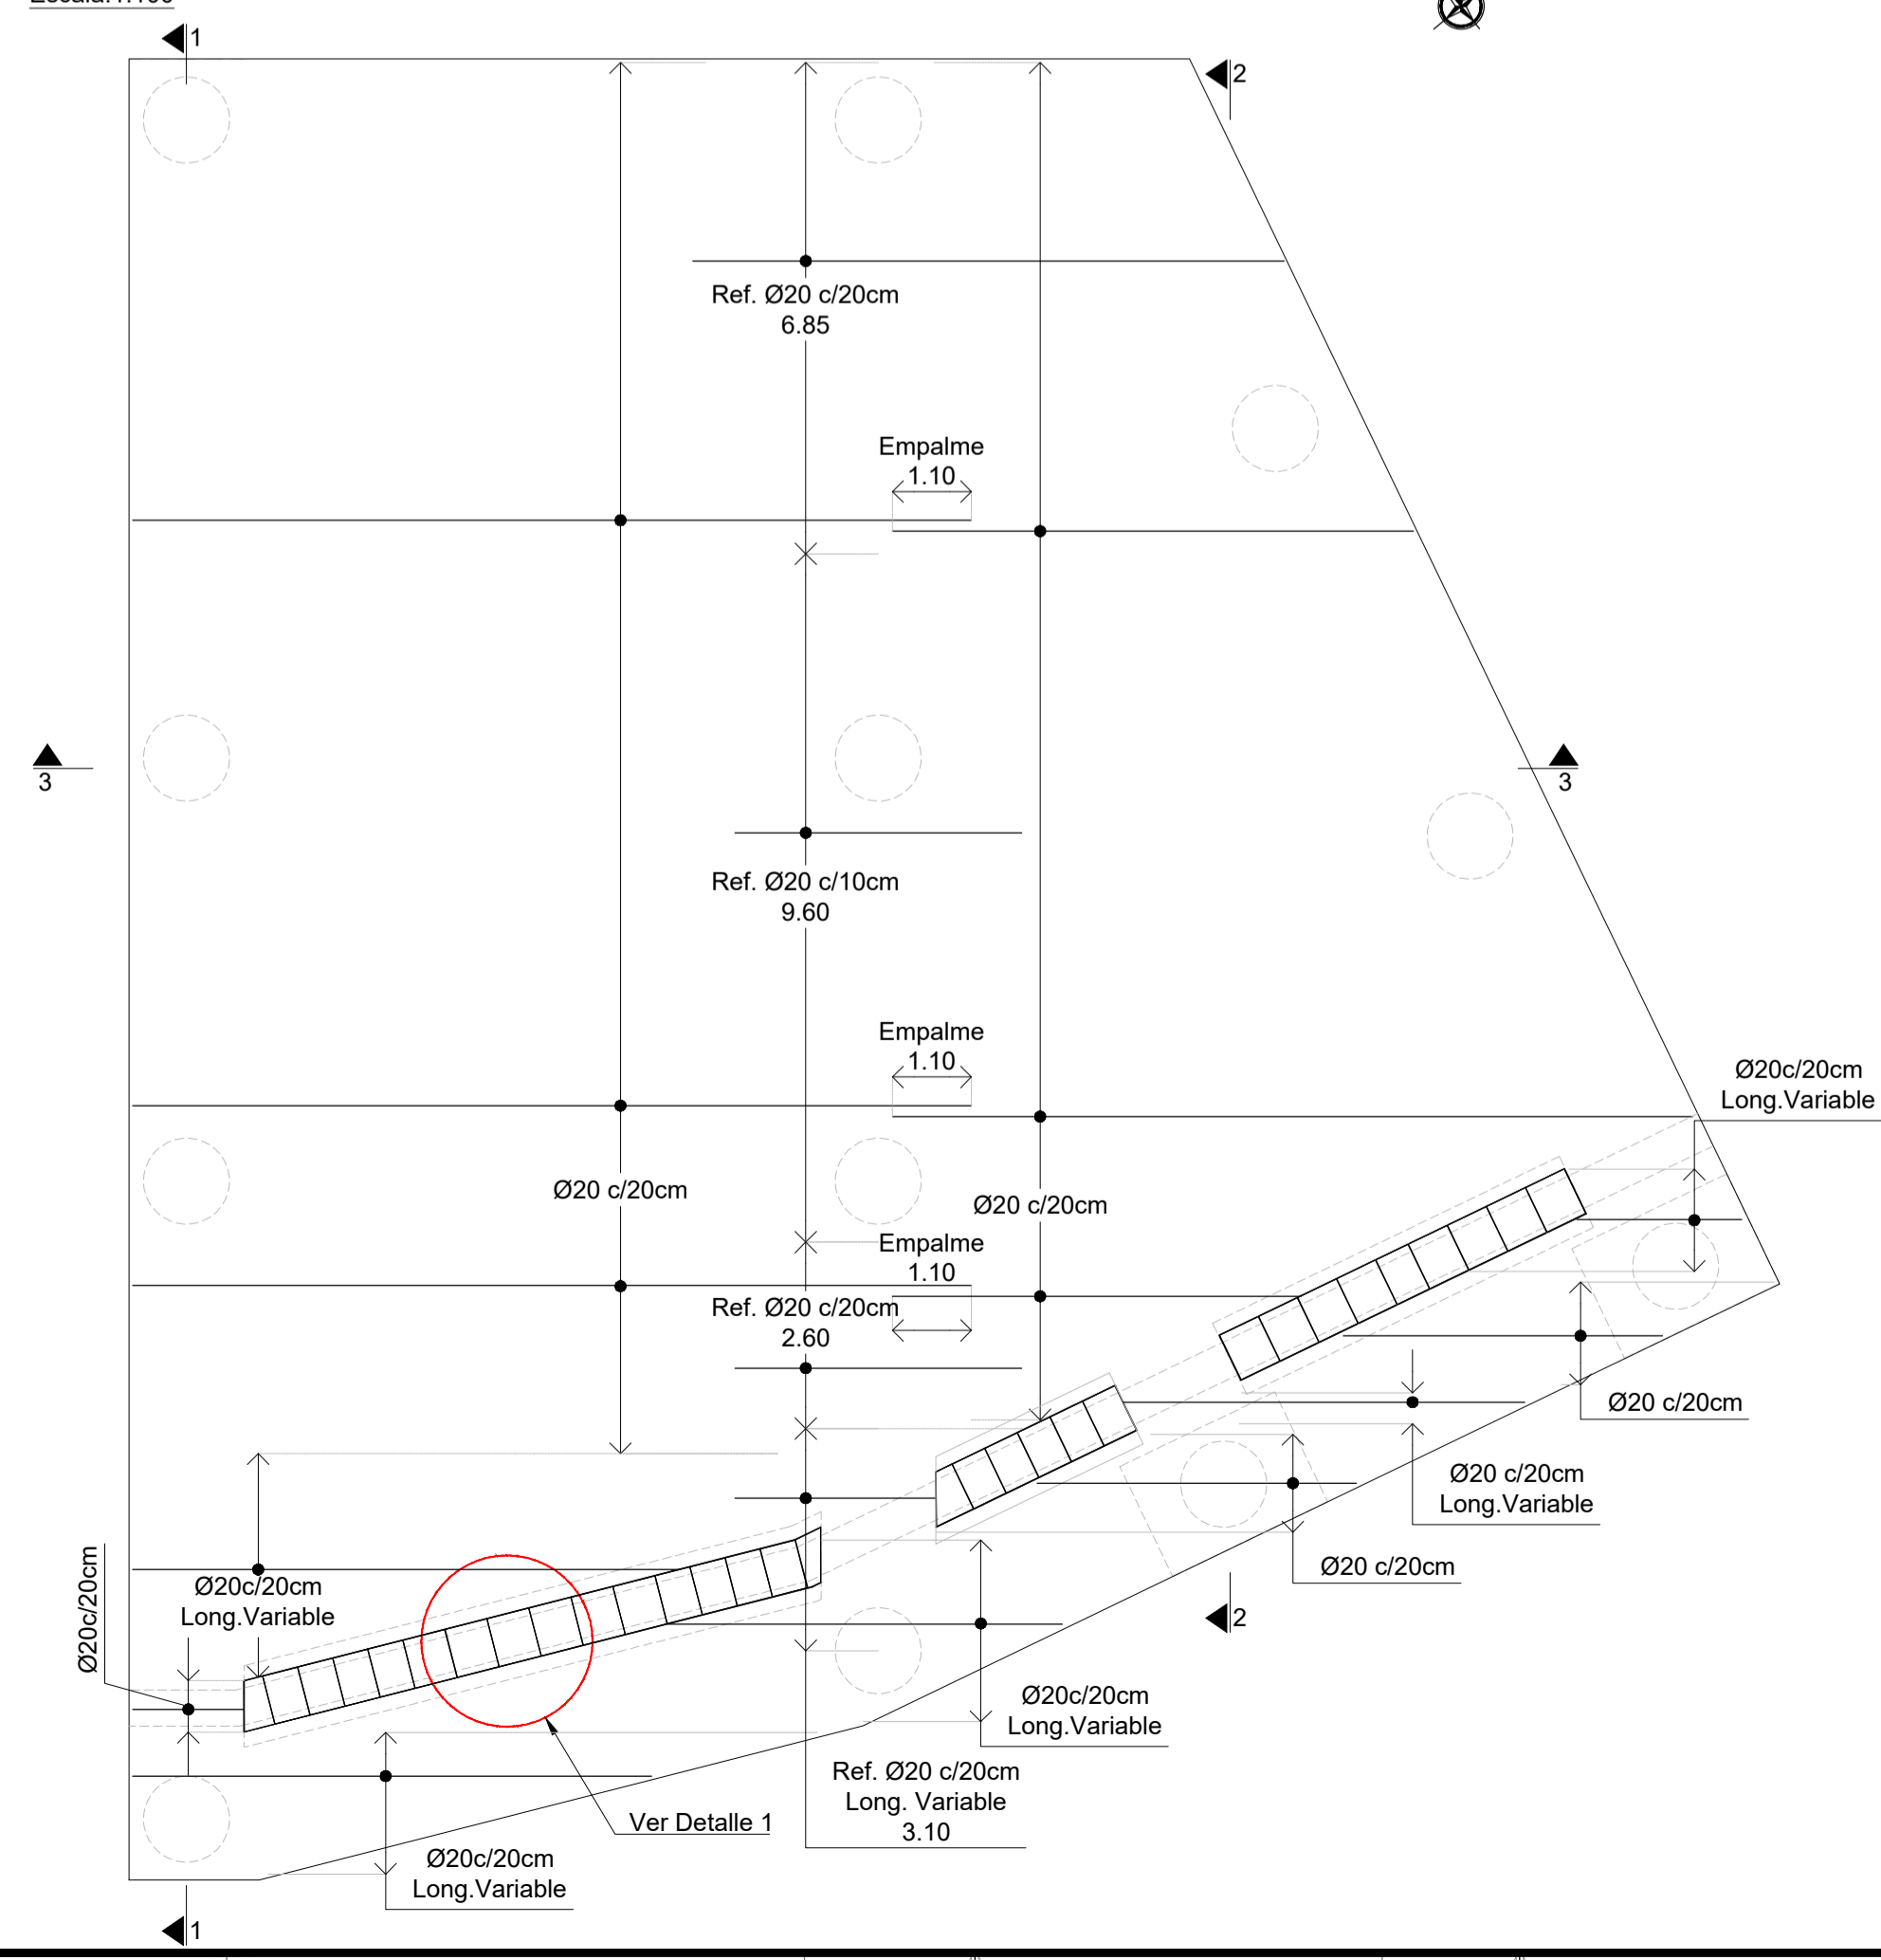 1
2
Ref. Ø20 c/20cm
6.85
Empalme
1.10
3
3
Ref. Ø20 c/10cm
9.60
Empalme
1.10
Ø20c/20cm
Long.Variable
Ø20 c/20cm
Ø20 c/20cm
Empalme
1.10
Ref. Ø20 c/20cm
2.60
Ø20 c/20cm
Ø20 c/20cm
Long.Variable
Ø20 c/20cm
Ø20c/20cm
Ø20c/20cm
Long.Variable
2
Ø20c/20cm
Long.Variable
Ref. Ø20 c/20cm
Long. Variable
3.10
Ver Detalle 1
Ø20c/20cm
Long.Variable
1